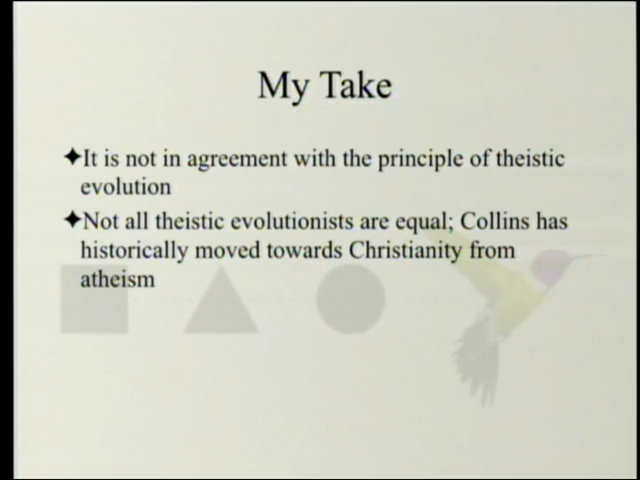 My Take
✦It is not in agreement with the principle of theistic
evolution
✦Not all theistic evolutionists are equal; Collins has
historically moved towards Christianity from
atheism